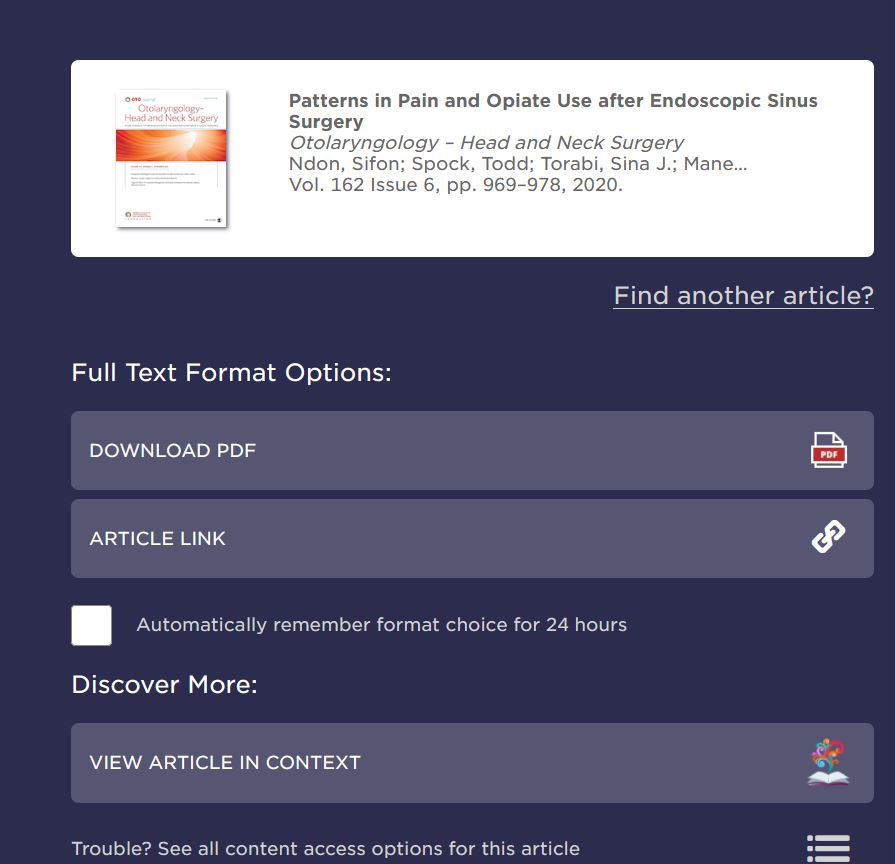 OTO
Otolaryngology–
Head and Neck Surgery
Patterns in Pain and Opiate Use after Endoscopic Sinus
Surgery
Otolaryngology – Head and Neck Surgery
Ndon, Sifon; Spock, Todd; Torabi, Sina J.; Mane...
Vol. 162 Issue 6, pp. 969–978, 2020.
Find another article?
Full Text Format Options:
DOWNLOAD PDF
PDF
ARTICLE LINK
Automatically remember format choice for 24 hours
Discover More:
VIEW ARTICLE IN CONTEXT
Trouble? See all content access options for this article